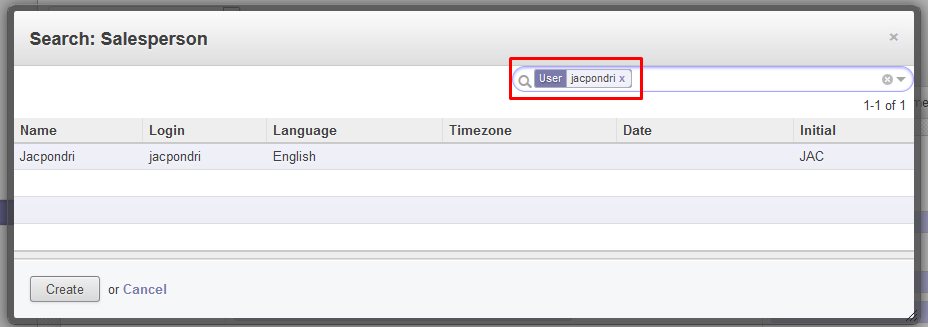 Search: Salesperson ×
User jacpondri x
1-1 of 1
Name Login Language Timezone Date Initial
Jacpondri jacpondri English JAC
Create or Cancel